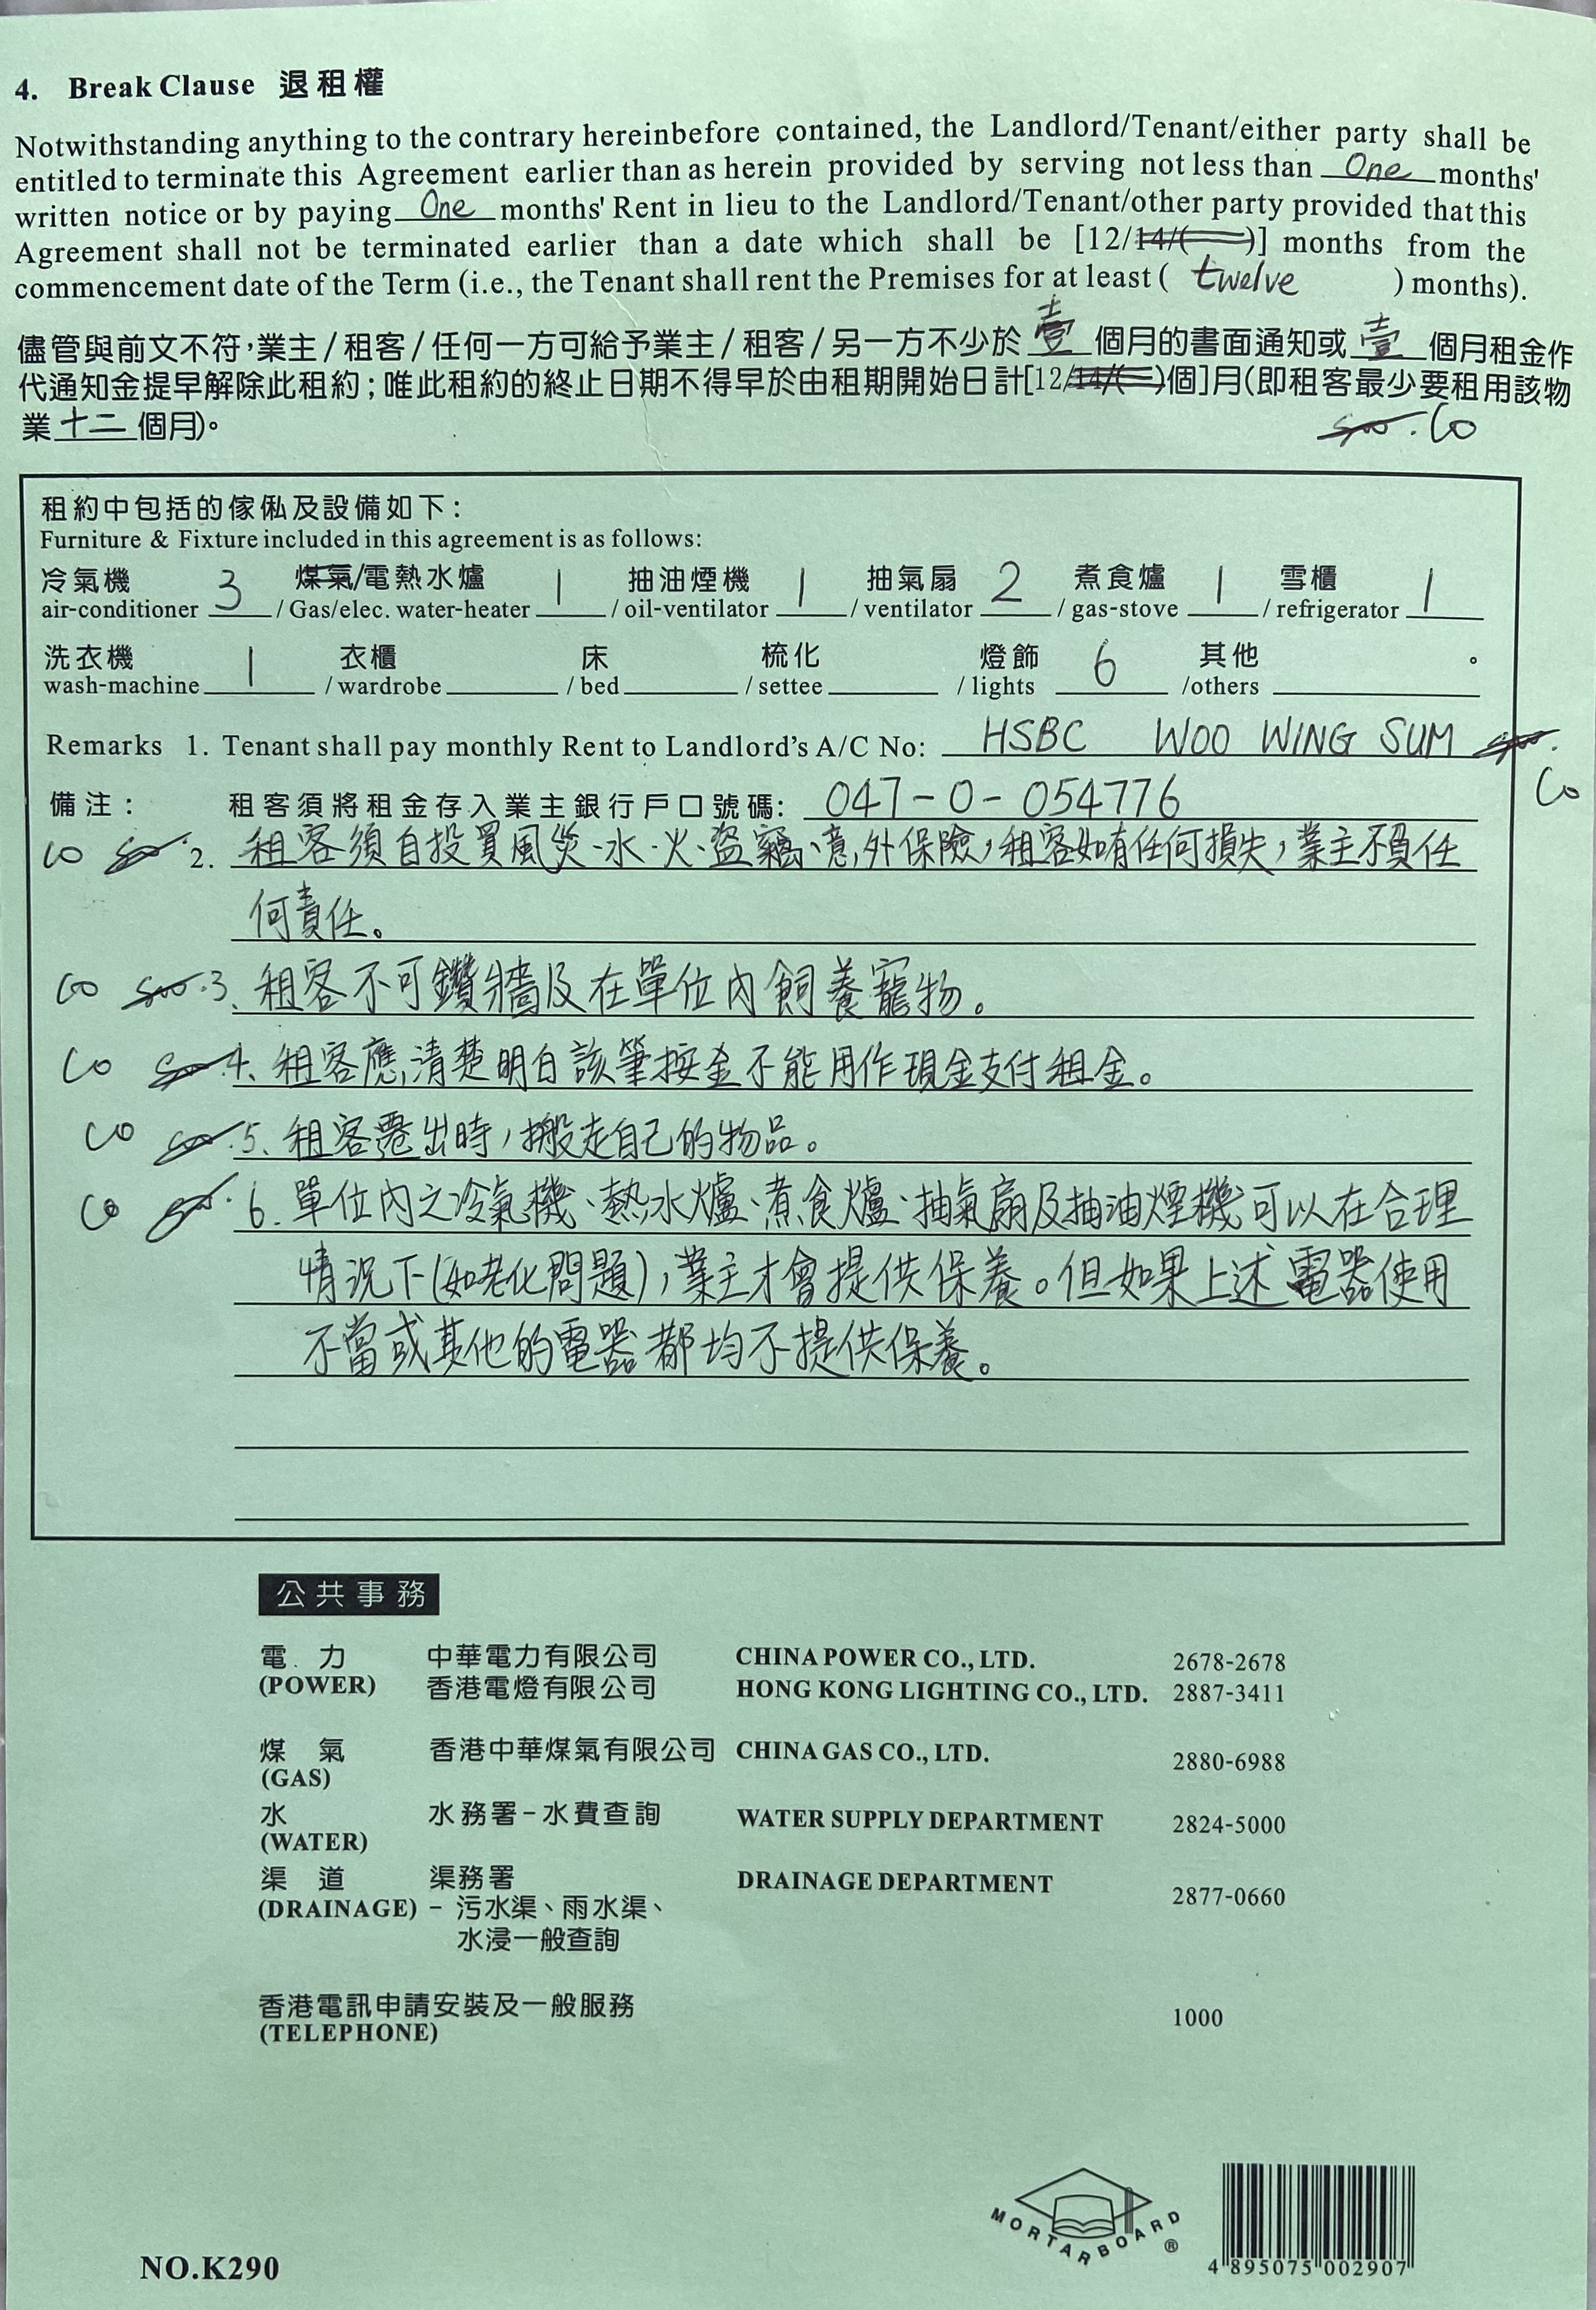 4. Break Clause 退租權
Notwithstanding anything to the contrary hereinbefore contained, the Landlord/Tenant/either party shall be
entitled to terminate this Agreement earlier than as herein provided by serving not less than One months'
written notice or by paying One months' Rent in lieu to the Landlord/Tenant/other party provided that this
Agreement shall not be terminated earlier than a date which shall be [12/14/( )] months from the
commencement date of the Term (i.e., the Tenant shall rent the Premises for at least ( twelve ) months).
儘管與前文不符,業主/租客/任何一方可給予業主/租客/另一方不少於 壹 個月的書面通知或 壹 個月租金作
代通知金提早解除此租約;唯此租約的終止日期不得早於由租期開始日計[12/14/( )個]月(即租客最少要租用該物
業 十二 個月)。
Co
租約中包括的傢俬及設備如下:
Furniture & Fixture included in this agreement is as follows:
冷氣機 3 煤氣/電熱水爐 1 抽油煙機 1 抽氣扇 2 煮食爐 1 雪櫃 1
air-conditioner /Gas/elec. water-heater /oil-ventilator /ventilator /gas-stove /refrigerator
洗衣機 1 衣櫃 床 梳化 燈飾 6 其他 。
wash-machine /wardrobe /bed /settee /lights /others
Remarks 1. Tenant shall pay monthly Rent to Landlord's A/C No: HSBC WOO WING SUM
Co
備注: 租客須將租金存入業主銀行戶口號碼: 047-0-054776
Co 2. 租客須自投買風災、水、火、盜竊、意外保險,租客如有任何損失,業主不負任
何責任。
Co 3. 租客不可鑽牆及在單位內飼養寵物。
Co 4. 租客應清楚明白該筆按金不能用作現金支付租金。
Co 5. 租客遷出時,搬走自己的物品。
Co 6. 單位內之冷氣機、熱水爐、煮食爐、抽氣扇及抽油煙機可以在合理
情況下(如老化問題),業主才會提供保養。但如果上述電器使用
不當或其他的電器都均不提供保養。
公共事務
電 力 中華電力有限公司 CHINA POWER CO., LTD. 2678-2678
(POWER) 香港電燈有限公司 HONG KONG LIGHTING CO., LTD. 2887-3411
煤 氣 香港中華煤氣有限公司 CHINA GAS CO., LTD. 2880-6988
(GAS)
水 水務署-水費查詢 WATER SUPPLY DEPARTMENT 2824-5000
(WATER)
渠 道 渠務署 DRAINAGE DEPARTMENT 2877-0660
(DRAINAGE) - 污水渠、雨水渠、
水浸一般查詢
香港電訊申請安裝及一般服務 1000
(TELEPHONE)
MORTARBOARD ®
4 895075 002907
NO.K290